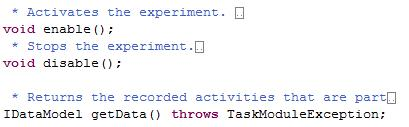 * Activates the experiment. ..
void enable();
* Stops the experiment...
void disable();
* Returns the recorded activities that are part..
IDataModel getData() throws TaskModuleException;